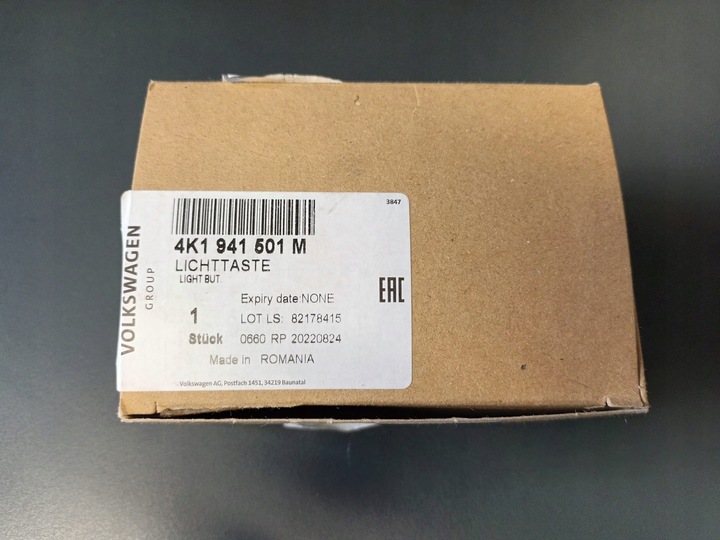 3847
4K1 941 501 M
LICHTTASTE
LIGHT BUT.
VOLKSWAGEN
GROUP
EAC
Expiry date:NONE
1 LOT LS: 82178415
Stück 0660 RP 20220824
Made in ROMANIA
Volkswagen AG, Postfach 1451, 34219 Baunatal